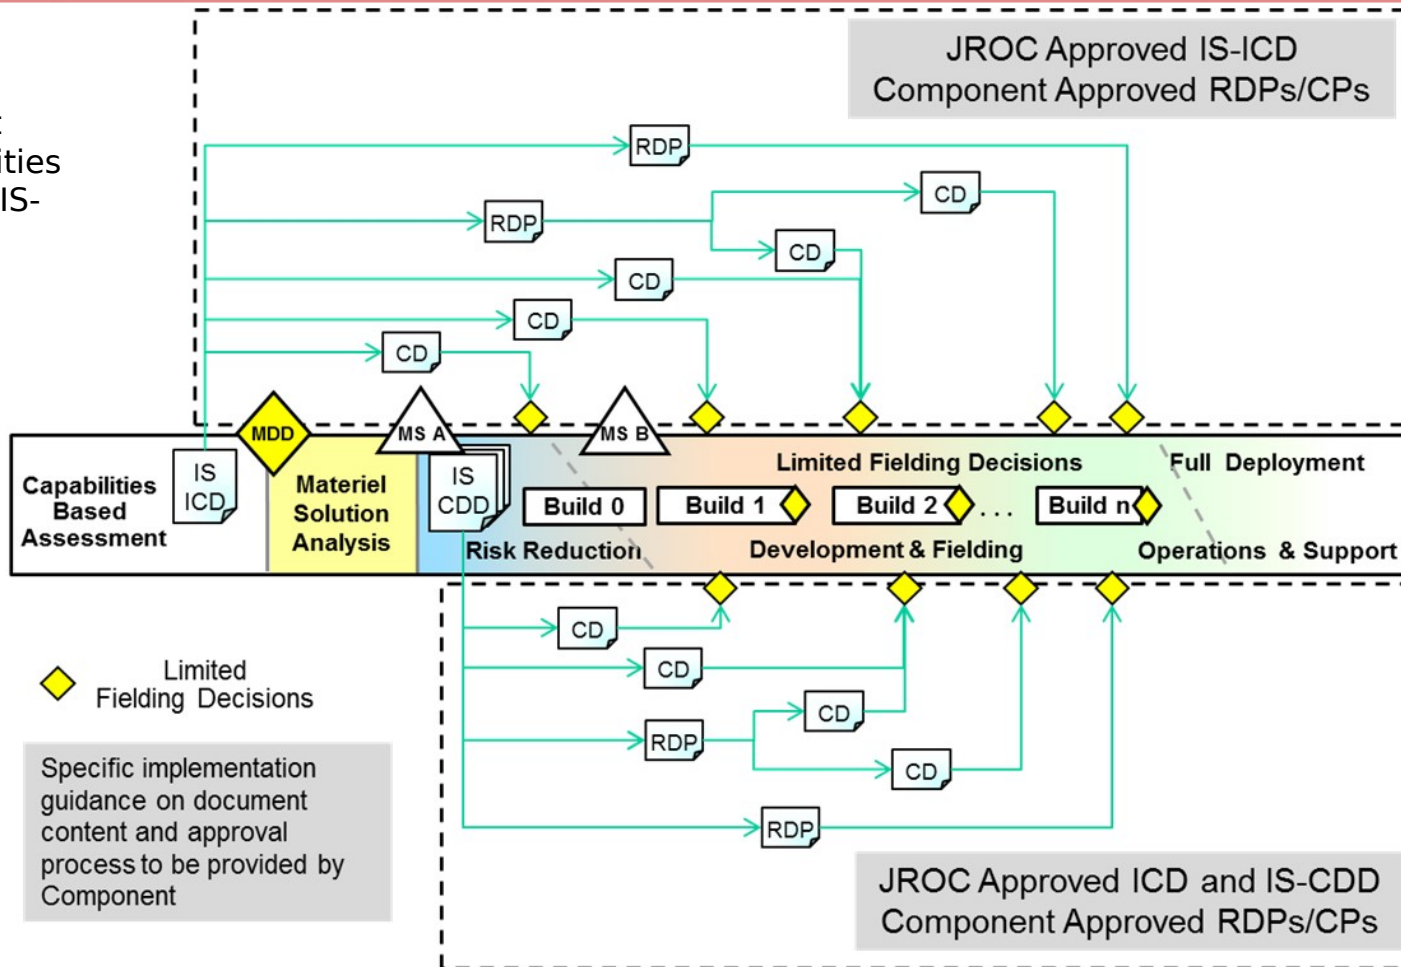 JROC Approved IS-ICD
Component Approved RDPs/CPs
ities
IS-
RDP
CD
RDP
CD
CD
CD
CD
MDD
MS A
MS B
Capabilities
Based
Assessment
IS
ICD
Materiel
Solution
Analysis
IS
CDD
Build 0
Risk Reduction
Limited Fielding Decisions
Build 1
Build 2
...
Build n
Development & Fielding
Full Deployment
Operations & Support
CD
CD
CD
RDP
CD
RDP
Limited
Fielding Decisions
Specific implementation
guidance on document
content and approval
process to be provided by
Component
JROC Approved ICD and IS-CDD
Component Approved RDPs/CPs